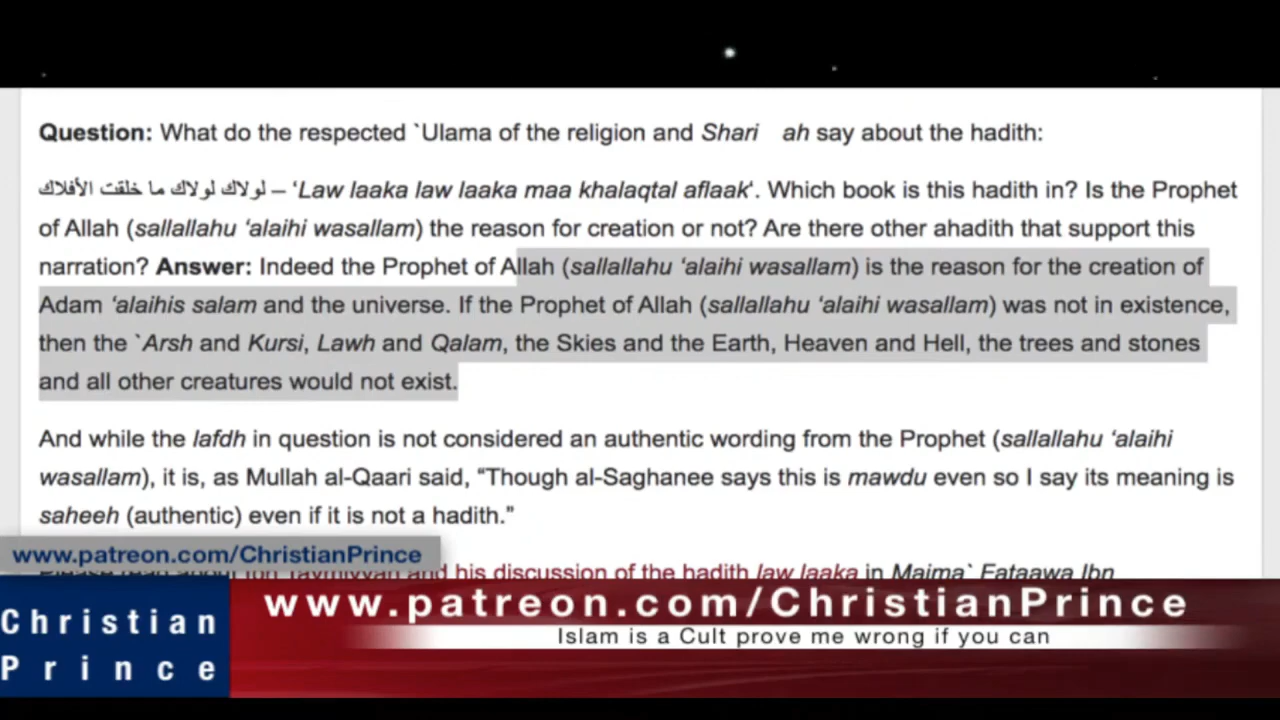 Question: What do the respected `Ulama of the religion and Shari   ah say about the hadith:
لولاك لولاك ما خلقت الأفلاك – ‘Law laaka law laaka maa khalaqtal aflaak‘. Which book is this hadith in? Is the Prophet
of Allah (sallallahu ‘alaihi wasallam) the reason for creation or not? Are there other ahadith that support this
narration? Answer: Indeed the Prophet of Allah (sallallahu ‘alaihi wasallam) is the reason for the creation of
Adam ‘alaihis salam and the universe. If the Prophet of Allah (sallallahu ‘alaihi wasallam) was not in existence,
then the `Arsh and Kursi, Lawh and Qalam, the Skies and the Earth, Heaven and Hell, the trees and stones
and all other creatures would not exist.
And while the lafdh in question is not considered an authentic wording from the Prophet (sallallahu ‘alaihi
wasallam), it is, as Mullah al-Qaari said, “Though al-Saghanee says this is mawdu even so I say its meaning is
saheeh (authentic) even if it is not a hadith.”
www.patreon.com/ChristianPrince
Please read about Ibn Taymiyyah and his discussion of the hadith law laaka in Majma` Fataawa Ibn
www.patreon.com/ChristianPrince
Islam is a Cult prove me wrong if you can
Christian
Prince